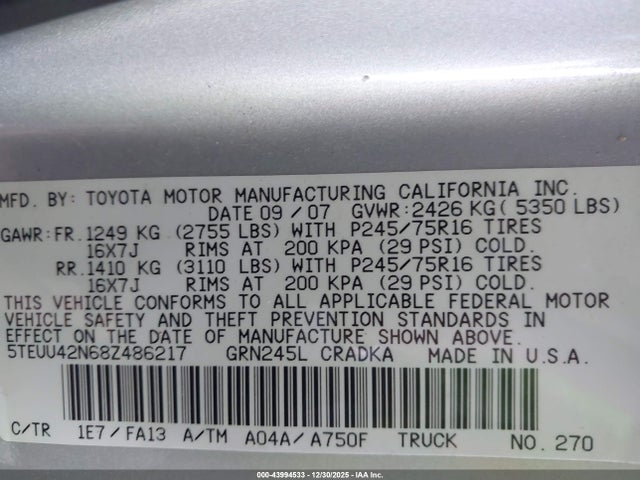 MFD. BY: TOYOTA MOTOR MANUFACTURING CALIFORNIA INC.
DATE 09 / 07 GVWR: 2426 KG ( 5350 LBS)
GAWR: FR. 1249 KG (2755 LBS) WITH P245/75R16 TIRES
16X7J RIMS AT 200 KPA (29 PSI) COLD.
RR. 1410 KG (3110 LBS) WITH P245/75R16 TIRES
16X7J RIMS AT 200 KPA (29 PSI) COLD.
THIS VEHICLE CONFORMS TO ALL APPLICABLE FEDERAL MOTOR
VEHICLE SAFETY AND THEFT PREVENTION STANDARDS IN
EFFECT ON THE DATE OF MANUFACTURE SHOWN ABOVE.
5TEUU42N68Z486217 GRN245L CRADKA MADE IN U.S.A.
C/TR 1E7/FA13 A/TM A04A/A750F TRUCK NO. 270
000-43994533 - 12/30/2025 - IAAI.COM